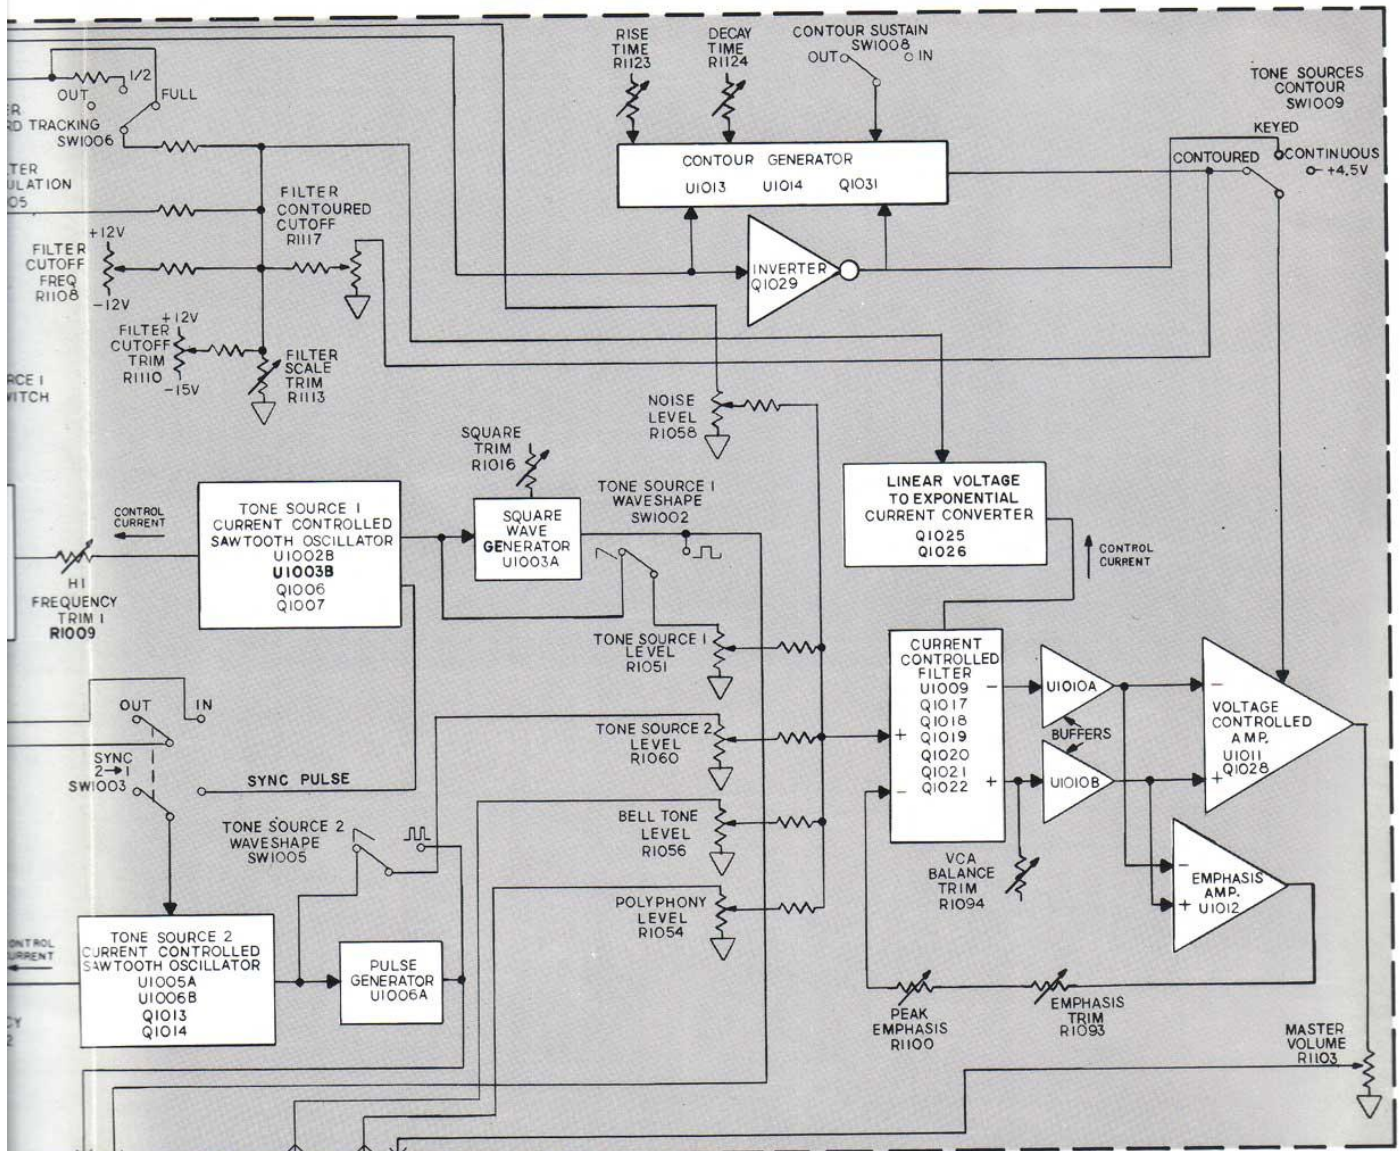 RISE
TIME
R1123
DECAY
TIME
R1124
CONTOUR SUSTAIN
SW1008
OUT
IN
TONE SOURCES
CONTOUR
SW1009
KEYED
CONTOURED
CONTINUOUS
+4.5V
CONTOUR GENERATOR
U1013 U1014 Q1031
INVERTER
Q1029
1/2
OUT
FULL
TRACKING
SW1006
FILTER
CONTOURED
CUTOFF
R1117
+12V
FILTER
CUTOFF
FREQ
R1108
-12V
+12V
FILTER
CUTOFF
TRIM
R1110
-15V
FILTER
SCALE
TRIM
R1113
NOISE
LEVEL
R1058
SQUARE
TRIM
R1016
TONE SOURCE 1
WAVESHAPE
SW1002
CONTROL
CURRENT
TONE SOURCE 1
CURRENT CONTROLLED
SAWTOOTH OSCILLATOR
U1002B
U1003B
Q1006
Q1007
SQUARE
WAVE
GENERATOR
U1003A
LINEAR VOLTAGE
TO EXPONENTIAL
CURRENT CONVERTER
Q1025
Q1026
CONTROL
CURRENT
HI
FREQUENCY
TRIM 1
R1009
TONE SOURCE 1
LEVEL
R1051
CURRENT
CONTROLLED
FILTER
U1009
Q1017
Q1018
Q1019
Q1020
Q1021
Q1022
-
+
-
+
U1010A
BUFFERS
U1010B
-
VOLTAGE
CONTROLLED
AMP.
U1011
Q1028
+
OUT
IN
SYNC
2→1
SW1003
SYNC PULSE
TONE SOURCE 2
LEVEL
R1060
TONE SOURCE 2
WAVESHAPE
SW1005
BELL TONE
LEVEL
R1056
VCA
BALANCE
TRIM
R1094
-
EMPHASIS
AMP.
U1012
+
POLYPHONY
LEVEL
R1054
TONE SOURCE 2
CURRENT CONTROLLED
SAWTOOTH OSCILLATOR
U1005A
U1006B
Q1013
Q1014
PULSE
GENERATOR
U1006A
PEAK
EMPHASIS
R1100
EMPHASIS
TRIM
R1093
MASTER
VOLUME
R1103